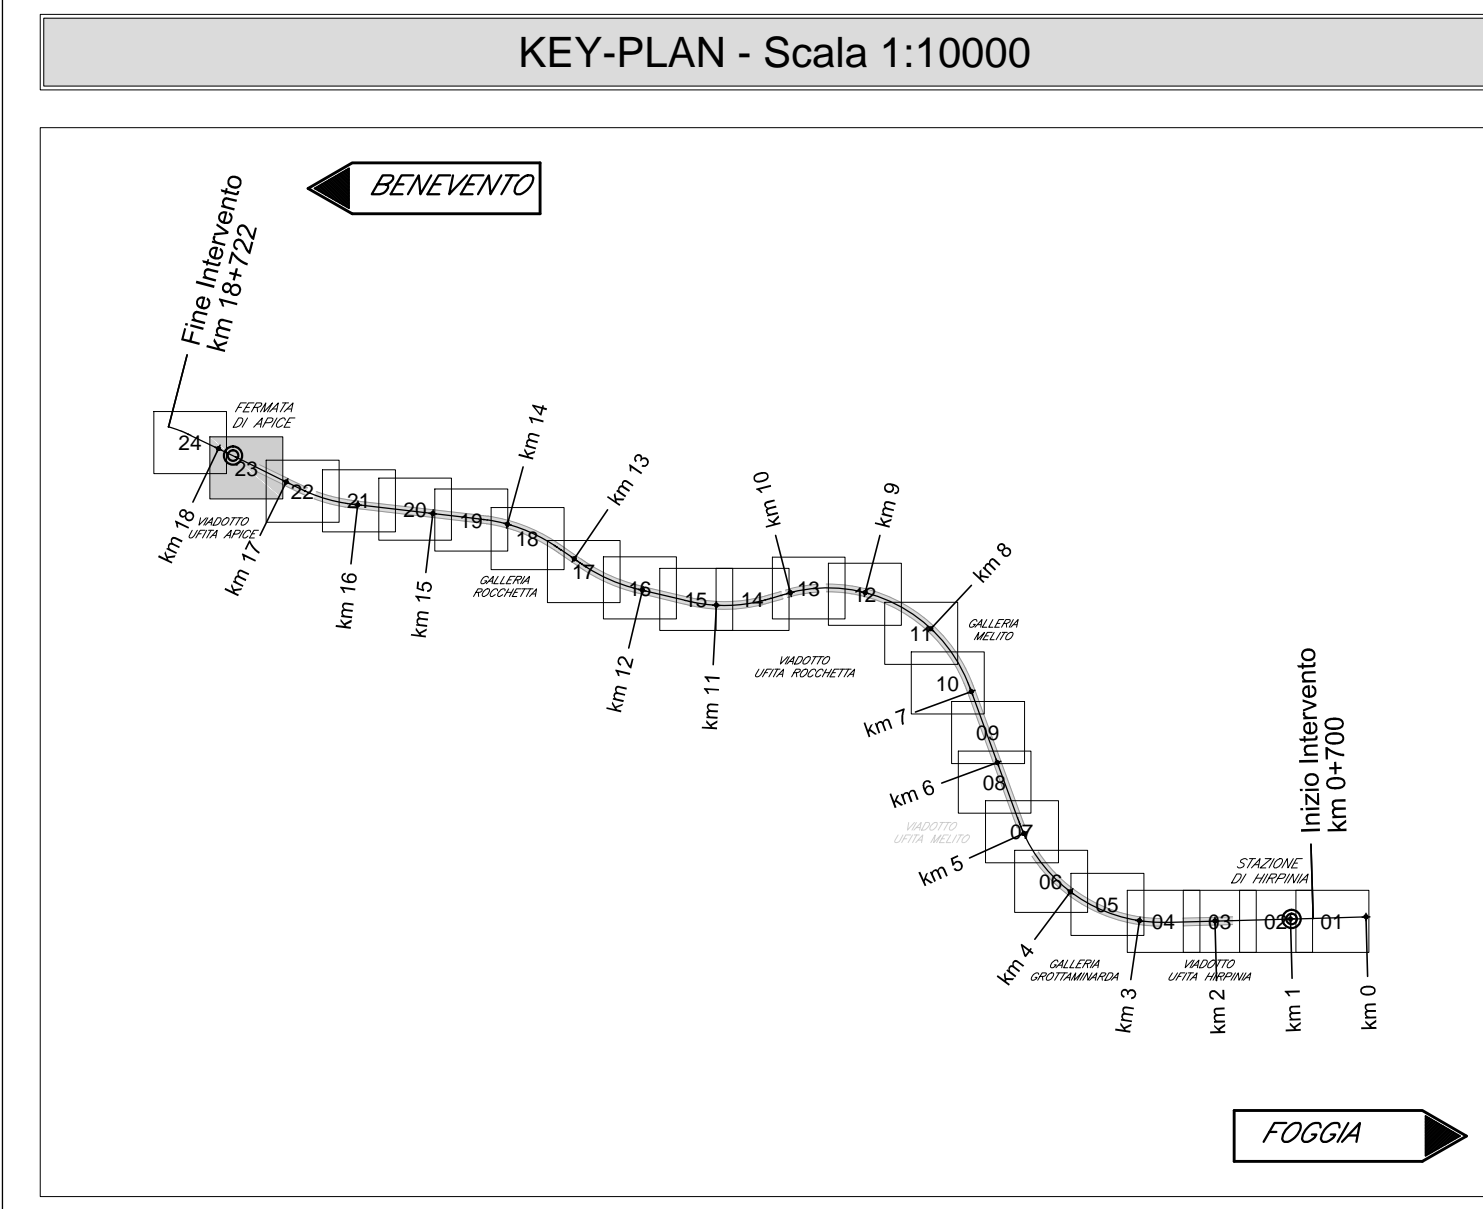 KEY-PLAN - Scala 1:10000
BENEVENTO
Fine Intervento
km 18+722
FERMATA
DI APICE
24
23
22
21
20
19
18
17
16
15
14
13
12
11
10
09
08
07
06
05
04
03
02
01
km 18
VIADOTTO
UFITA APICE
km 17
km 16
km 15
km 14
GALLERIA
ROCCHETTA
km 13
km 12
km 11
VIADOTTO
UFITA ROCCHETTA
km 10
km 9
km 8
GALLERIA
MELITO
km 7
km 6
VIADOTTO
UFITA MELITO
km 5
km 4
GALLERIA
GROTTAMINARDA
km 3
VIADOTTO
UFITA HIRPINIA
km 2
km 1
km 0
STAZIONE
DI HIRPINIA
Inizio Intervento
km 0+700
FOGGIA